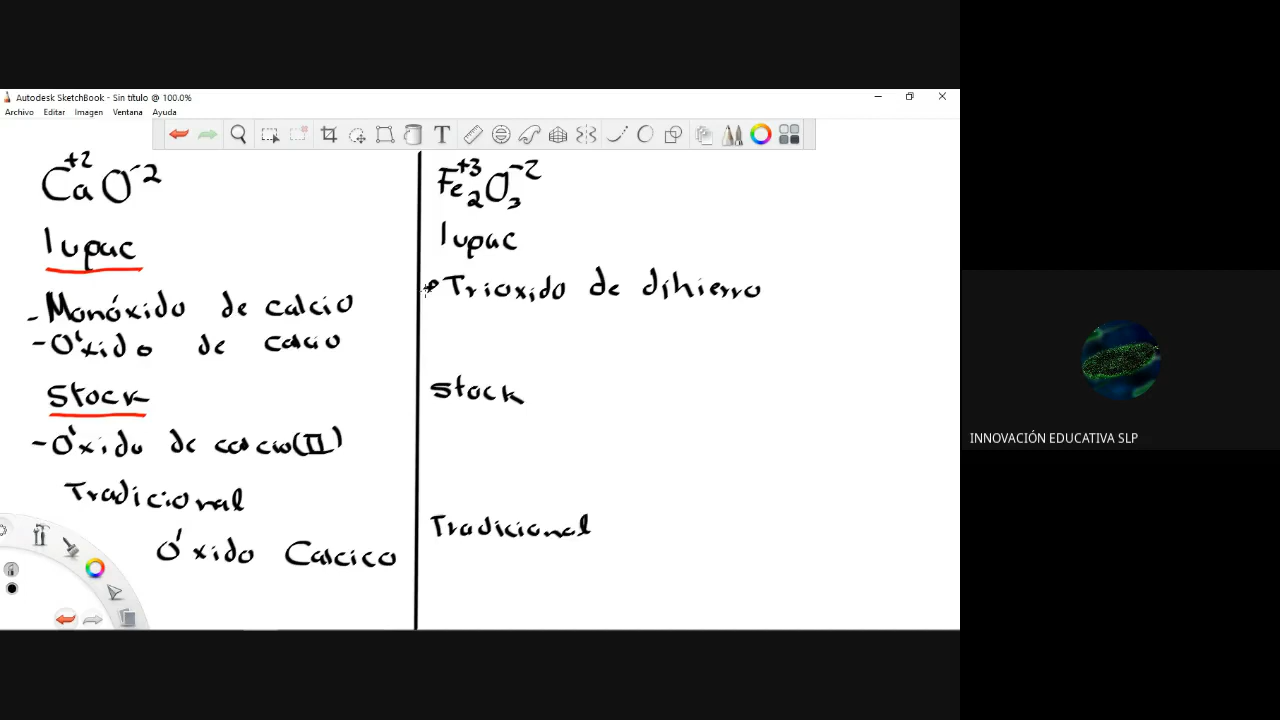 Autodesk SketchBook - Sin título @ 100.0%
Archivo Editar Imagen Ventana Ayuda
Ca+2O-2
Iupac
- Monóxido de calcio
- Óxido de calcio
Stock
- Óxido de calcio(II)
Tradicional
Óxido Calcico
Fe2+3O3-2
Iupac
Trioxido de dihierro
Stock
Tradicional
INNOVACIÓN EDUCATIVA SLP